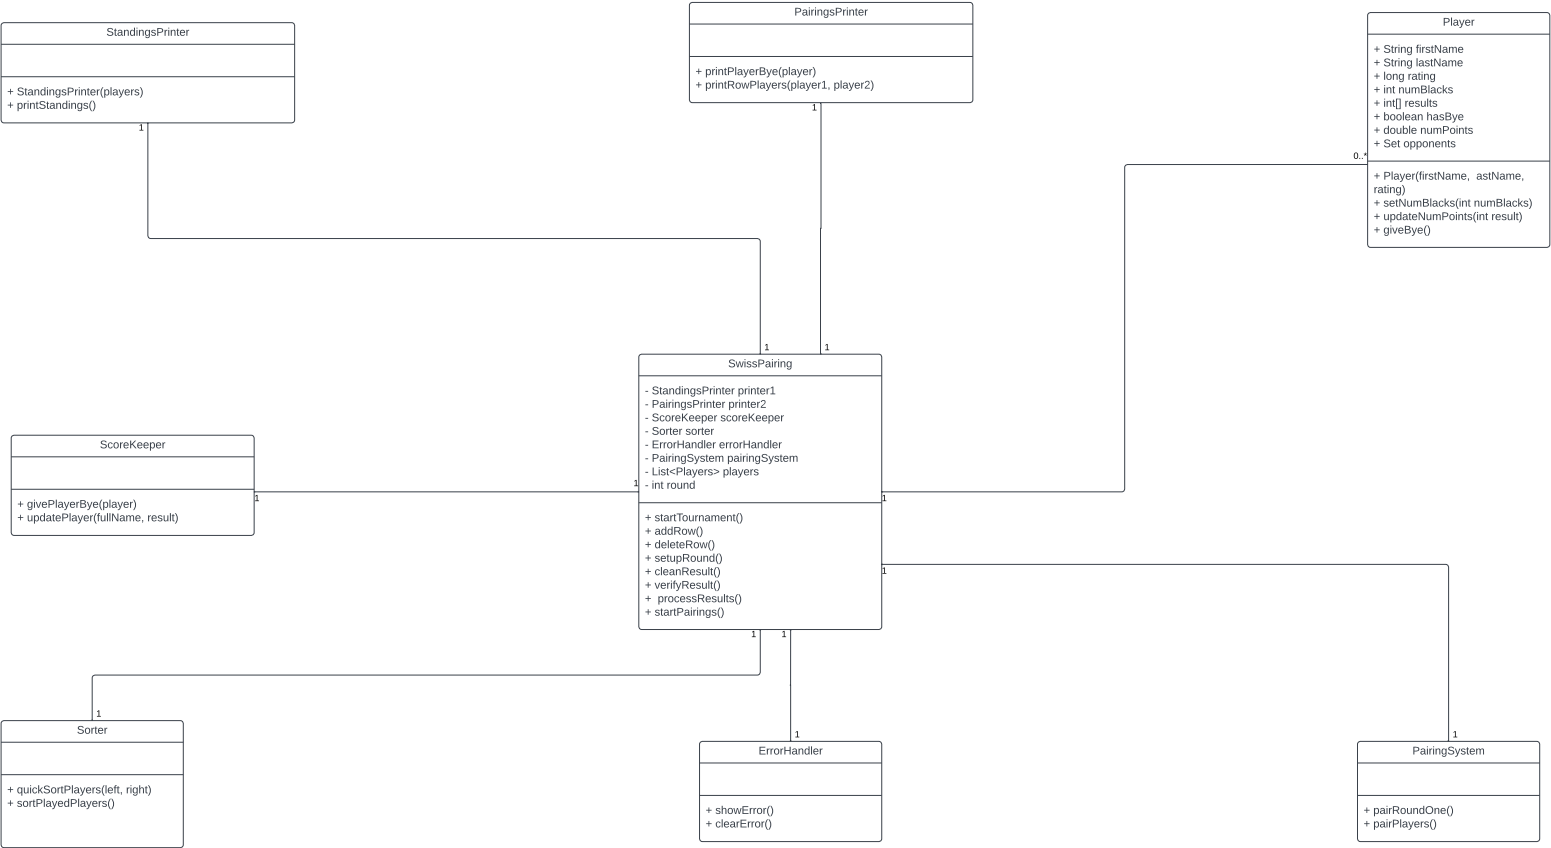 StandingsPrinter
+ StandingsPrinter(players)
+ printStandings()
1
PairingsPrinter
+ printPlayerBye(player)
+ printRowPlayers(player1, player2)
1
Player
+ String firstName
+ String lastName
+ long rating
+ int numBlacks
+ int[] results
+ boolean hasBye
+ double numPoints
+ Set opponents
0..*
+ Player(firstName,  astName,
rating)
+ setNumBlacks(int numBlacks)
+ updateNumPoints(int result)
+ giveBye()
1
1
SwissPairing
- StandingsPrinter printer1
- PairingsPrinter printer2
- ScoreKeeper scoreKeeper
- Sorter sorter
- ErrorHandler errorHandler
- PairingSystem pairingSystem
- List<Players> players
- int round
1
1
+ startTournament()
+ addRow()
+ deleteRow()
+ setupRound()
+ cleanResult()
+ verifyResult()
+  processResults()
+ startPairings()
1
1
1
ScoreKeeper
+ givePlayerBye(player)
+ updatePlayer(fullName, result)
1
1
Sorter
+ quickSortPlayers(left, right)
+ sortPlayedPlayers()
1
ErrorHandler
+ showError()
+ clearError()
1
PairingSystem
+ pairRoundOne()
+ pairPlayers()